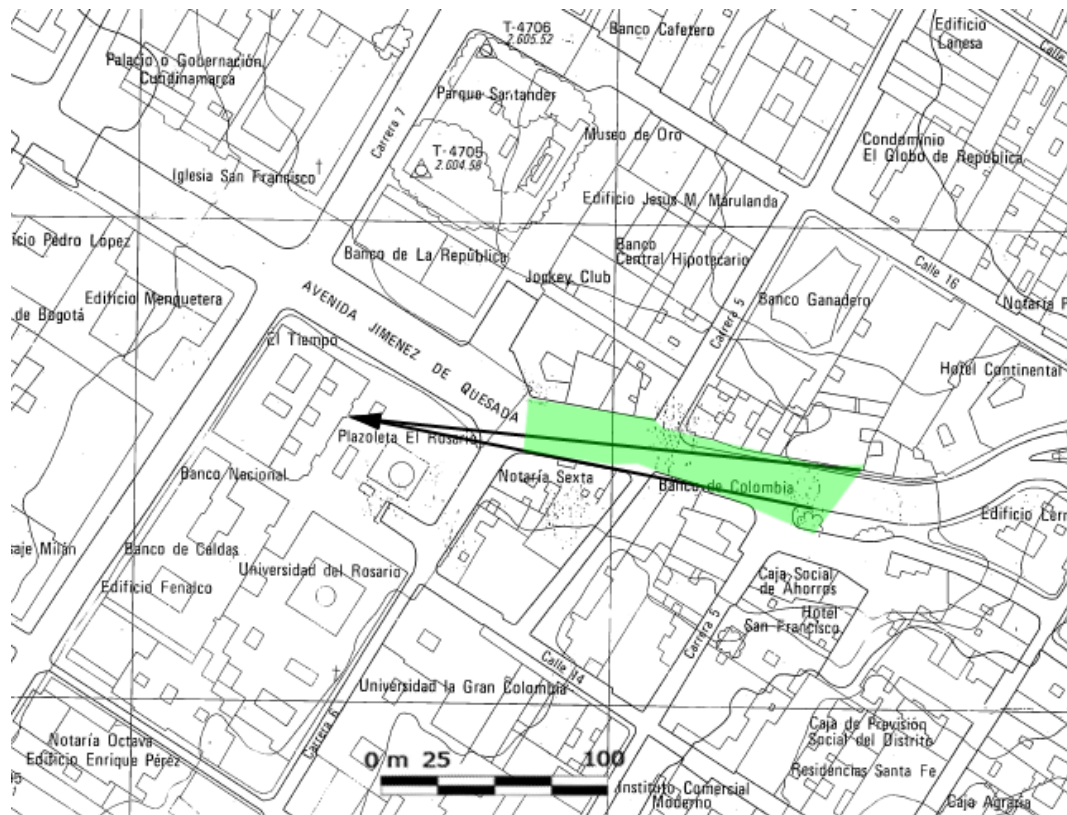 T-4706
2.605.52
Banco Cafetero
Edificio
Lanesa
Calle
Palacio o Gobernación
Cundinamarca
Parque Santander
Carrera 7
Museo de Oro
Condominio
El Globo de República
T-4705
2.604.58
Iglesia San Francisco
Edificio Jesús M. Marulanda
icio Pedro Lopez
Banco de La República
Banco
Central Hipotecario
Calle 16
Jockey Club
Edificio Menquetera
Banco Ganadero
Notaría P
de Bogotá
AVENIDA JIMENEZ DE QUESADA
Carrera 5
El Tiempo
Hotel Continental
Plazoleta El Rosario
Banco Nacional
Notaría Sexta
Banco de Colombia
Edificio Lern
saje Milán
Banco de Caldas
Universidad del Rosario
Edificio Fenalco
Caja Social
de Ahorros
Hotel
San Francisco
Carrera 5
Calle 14
Universidad la Gran Colombia
Carrera 6
Caja de Previsión
Social del Distrito
Notaría Octava
Edificio Enrique Pérez
Residencias Santa Fe
0 m 25 100
Instituto Comercial
Moderno
Caja Agraria